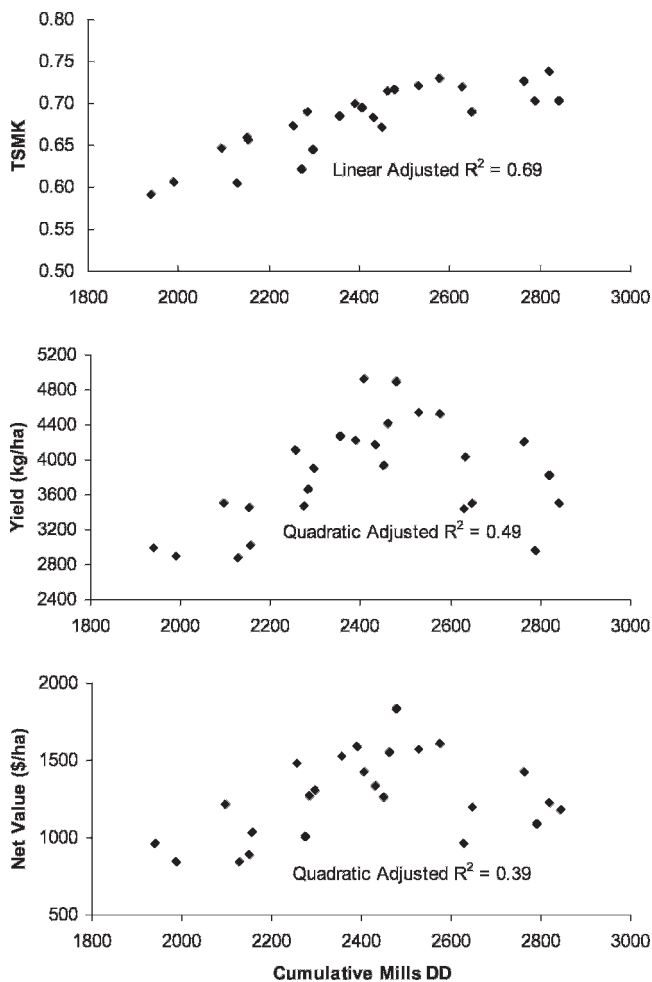 0.80
0.75
0.70
0.65
0.60
0.55
0.50
TSMK
Linear Adjusted R² = 0.69
1800 2000 2200 2400 2600 2800 3000
5200
4800
4400
4000
3600
3200
2800
2400
Yield (kg/ha)
Quadratic Adjusted R² = 0.49
1800 2000 2200 2400 2600 2800 3000
2000
1500
1000
500
Net Value ($/ha)
Quadratic Adjusted R² = 0.39
1800 2000 2200 2400 2600 2800 3000
Cumulative Mills DD